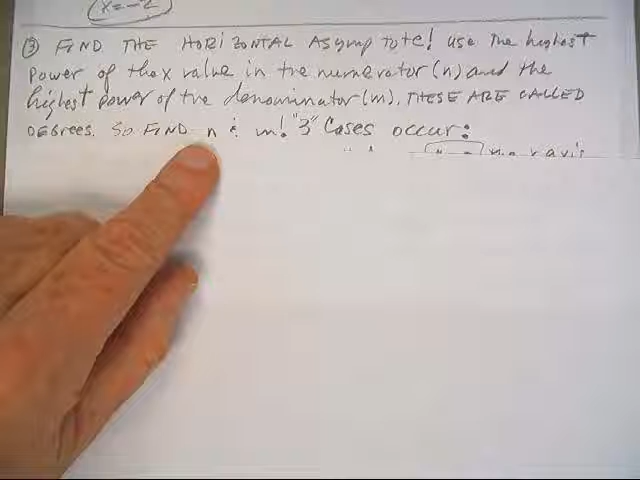 (x=-2
③ FIND THE HORIZONTAL Asymptote! use the highest
Power of the x value in the numerator (n) and the
highest power of the denominator (m). THESE ARE CALLED
DEGREES. SO FIND n & m! "3" Cases occur: